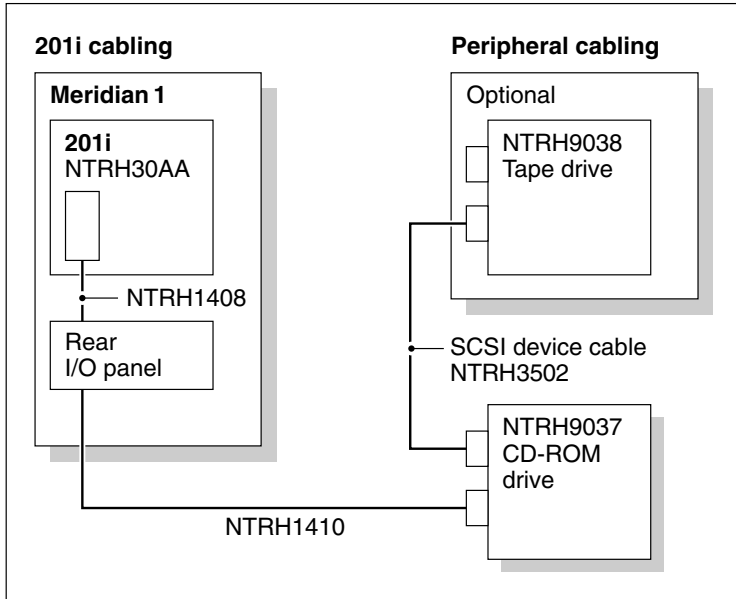 201i cabling
Meridian 1
201i
NTRH30AA
NTRH1408
Rear
I/O panel
NTRH1410
Peripheral cabling
Optional
NTRH9038
Tape drive
SCSI device cable
NTRH3502
NTRH9037
CD-ROM
drive